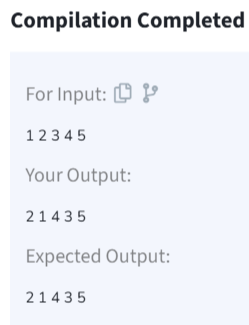 Compilation Completed
For Input:
1 2 3 4 5
Your Output:
2 1 4 3 5
Expected Output:
2 1 4 3 5